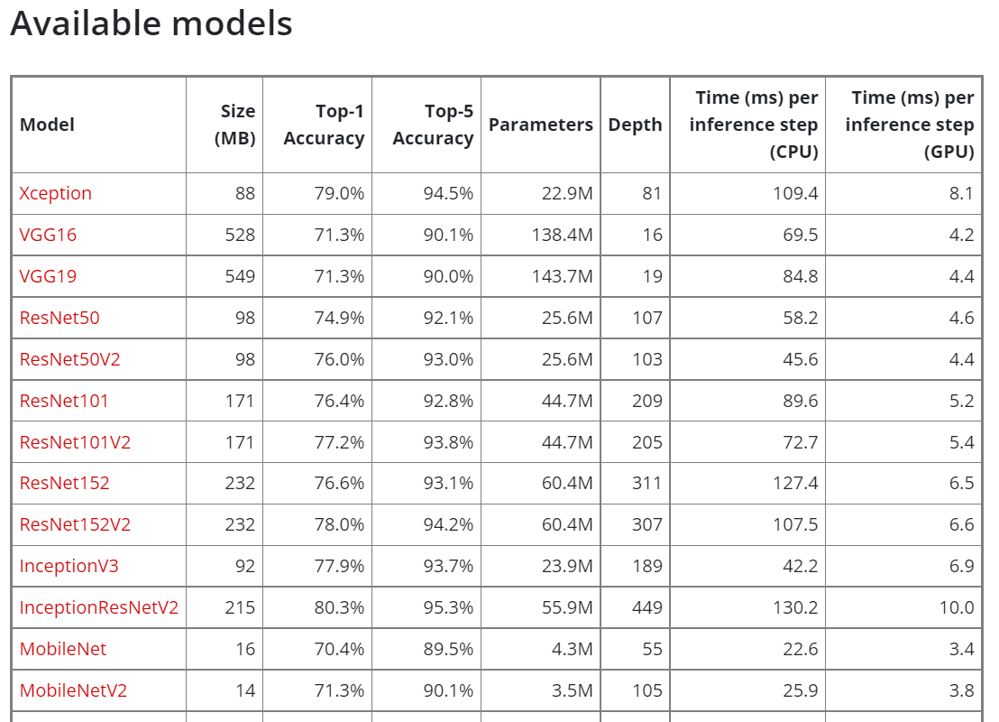 Available models
Model Size (MB) Top-1 Accuracy Top-5 Accuracy Parameters Depth Time (ms) per inference step (CPU) Time (ms) per inference step (GPU)
Xception 88 79.0% 94.5% 22.9M 81 109.4 8.1
VGG16 528 71.3% 90.1% 138.4M 16 69.5 4.2
VGG19 549 71.3% 90.0% 143.7M 19 84.8 4.4
ResNet50 98 74.9% 92.1% 25.6M 107 58.2 4.6
ResNet50V2 98 76.0% 93.0% 25.6M 103 45.6 4.4
ResNet101 171 76.4% 92.8% 44.7M 209 89.6 5.2
ResNet101V2 171 77.2% 93.8% 44.7M 205 72.7 5.4
ResNet152 232 76.6% 93.1% 60.4M 311 127.4 6.5
ResNet152V2 232 78.0% 94.2% 60.4M 307 107.5 6.6
InceptionV3 92 77.9% 93.7% 23.9M 189 42.2 6.9
InceptionResNetV2 215 80.3% 95.3% 55.9M 449 130.2 10.0
MobileNet 16 70.4% 89.5% 4.3M 55 22.6 3.4
MobileNetV2 14 71.3% 90.1% 3.5M 105 25.9 3.8